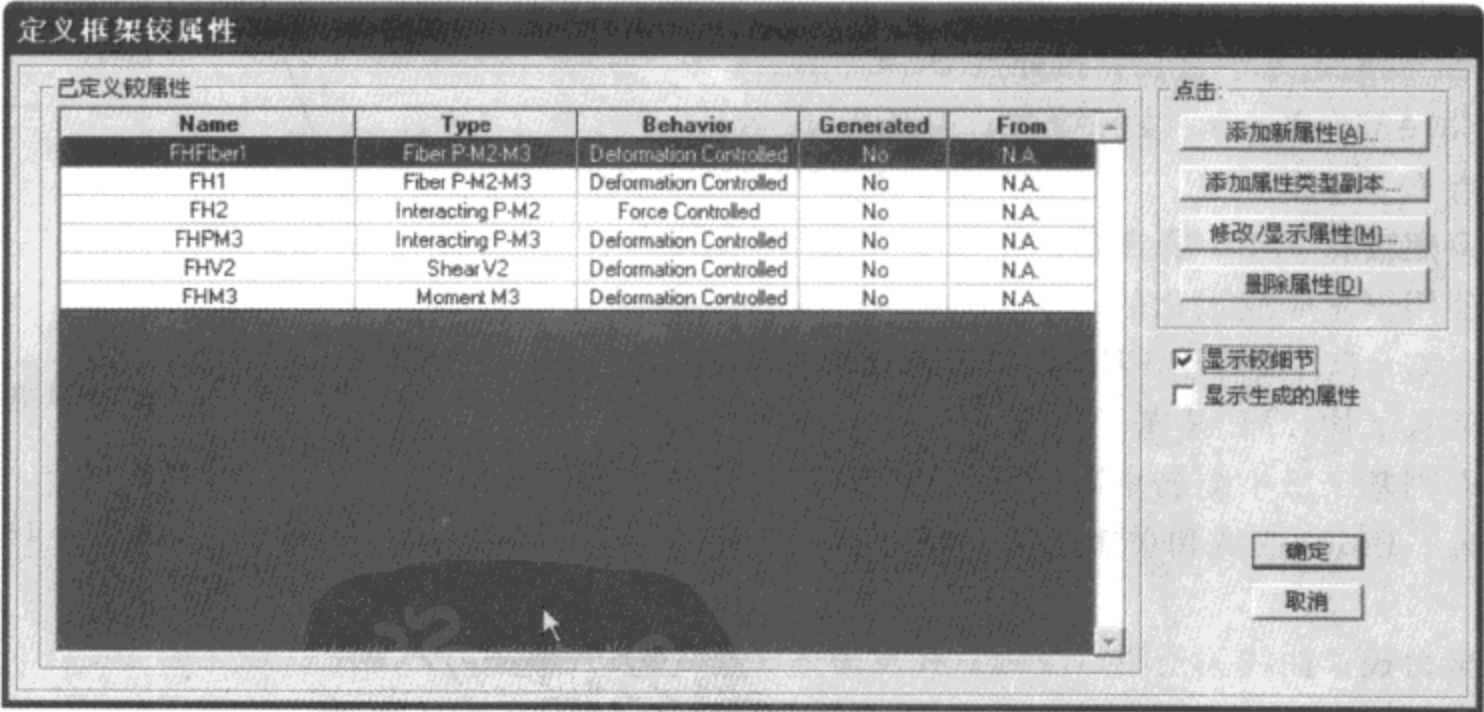 定义框架铰属性
已定义铰属性
Name Type Behavior Generated From
FHFiber1 Fiber P-M2-M3 Deformation Controlled No N.A.
FH1 Fiber P-M2-M3 Deformation Controlled No N.A.
FH2 Interacting P-M2 Force Controlled No N.A.
FHPM3 Interacting P-M3 Deformation Controlled No N.A.
FHV2 Shear V2 Deformation Controlled No N.A.
FHM3 Moment M3 Deformation Controlled No N.A.
点击:
添加新属性(A)...
添加属性类型副本...
修改/显示属性(M)...
删除属性(D)
显示铰细节
显示生成的属性
确定
取消